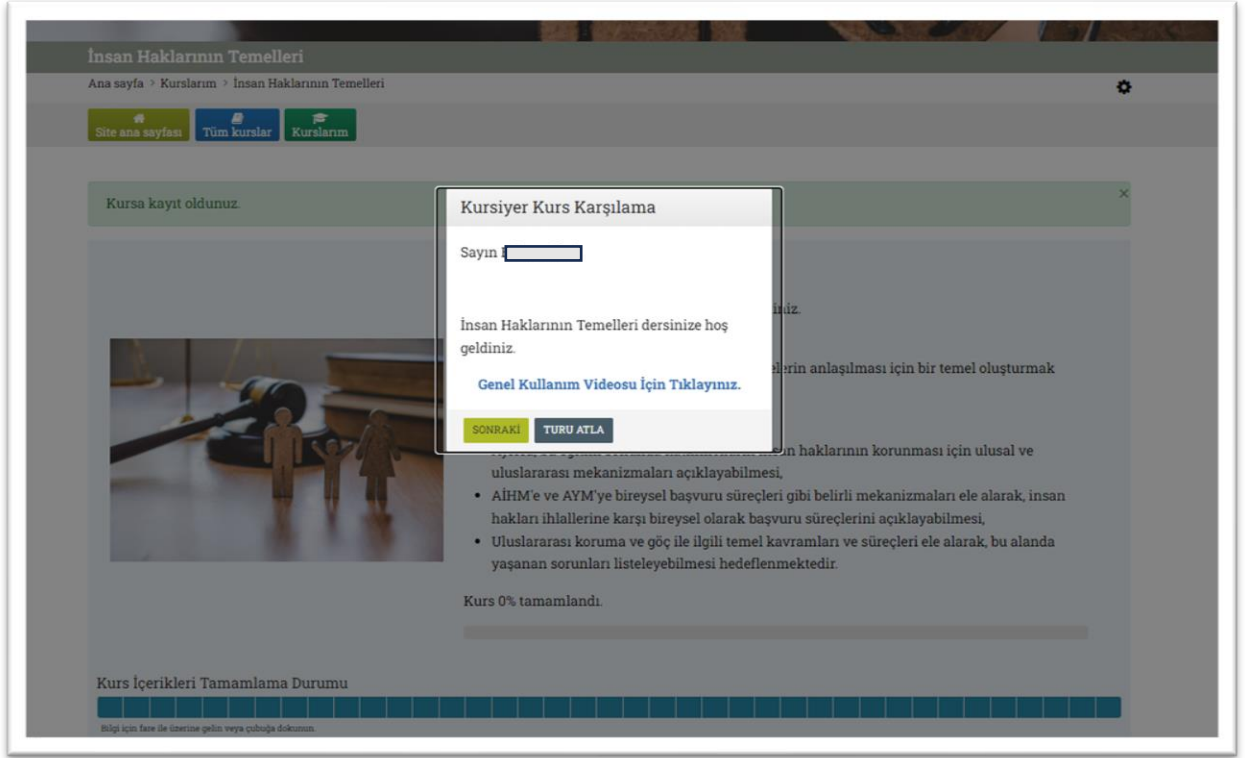 İnsan Haklarının Temelleri
Ana sayfa > Kurslarım > İnsan Haklarının Temelleri
Site ana sayfası
Tüm kurslar
Kurslarım
Kursa kayıt oldunuz.
×
Kursiyer Kurs Karşılama
Sayın
İnsan Haklarının Temelleri dersinize hoş
geldiniz.
Genel Kullanım Videosu İçin Tıklayınız.
SONRAKİ
TURU ATLA
iniz.
anlaşılması için bir temel oluşturmak
haklarının korunması için ulusal ve
uluslararası mekanizmaları açıklayabilmesi,
• AİHM'e ve AYM'ye bireysel başvuru süreçleri gibi belirli mekanizmaları ele alarak, insan
hakları ihlallerine karşı bireysel olarak başvuru süreçlerini açıklayabilmesi,
• Uluslararası koruma ve göç ile ilgili temel kavramları ve süreçleri ele alarak, bu alanda
yaşanan sorunları listeleyebilmesi hedeflenmektedir.
Kurs 0% tamamlandı.
Kurs İçerikleri Tamamlama Durumu
Bilgi için fare ile üzerine gelin veya çubuğa dokunun.